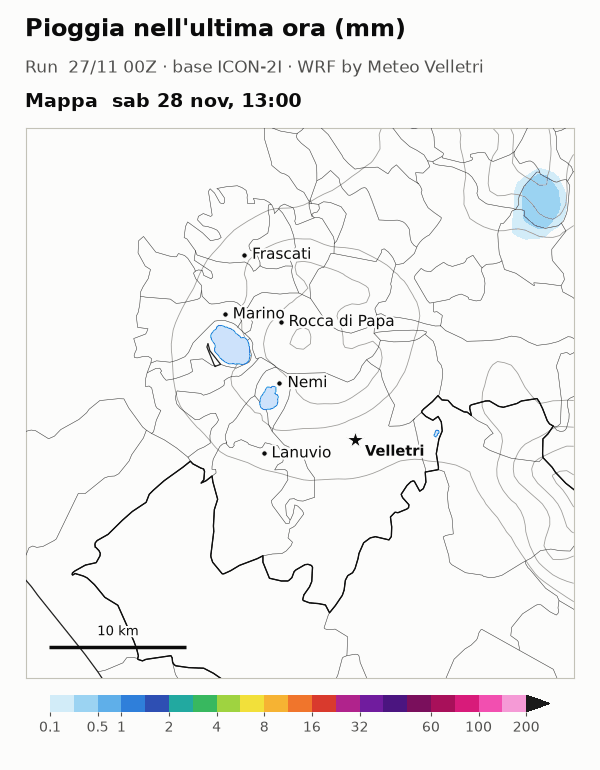 Pioggia nell'ultima ora (mm)
Run  27/11 00Z · base ICON-2I · WRF by Meteo Velletri
Mappa  sab 28 nov, 13:00
Frascati
Marino
Rocca di Papa
Nemi
Velletri
Lanuvio
10 km
0.1 0.5 1 2 4 8 16 32 60 100 200